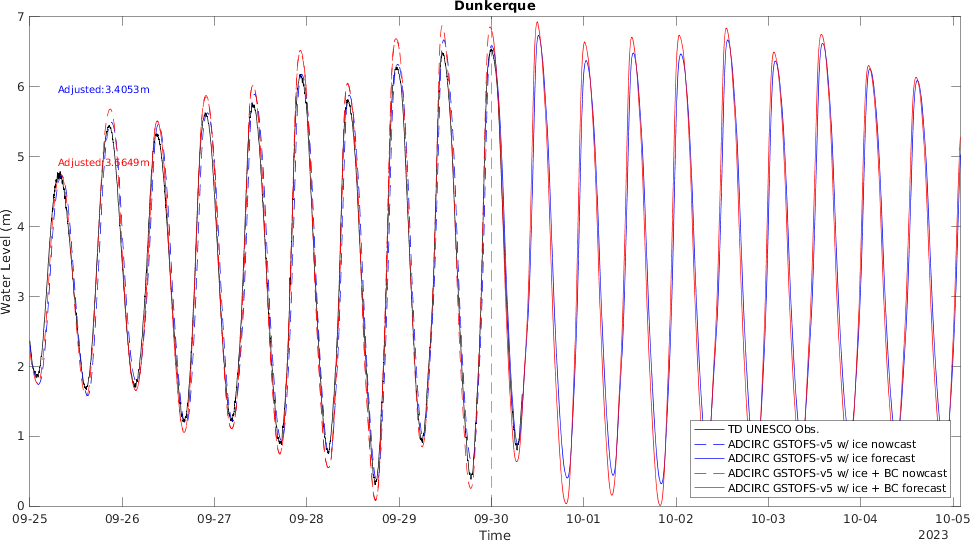 Dunkerque
7
6
5
4
3
2
1
0
Water Level (m)
Adjusted:3.4053m
Adjusted:3.6649m
TD UNESCO Obs.
ADCIRC GSTOFS-v5 w/ ice nowcast
ADCIRC GSTOFS-v5 w/ ice forecast
ADCIRC GSTOFS-v5 w/ ice + BC nowcast
ADCIRC GSTOFS-v5 w/ ice + BC forecast
09-25 09-26 09-27 09-28 09-29 09-30 10-01 10-02 10-03 10-04 10-05
Time
2023